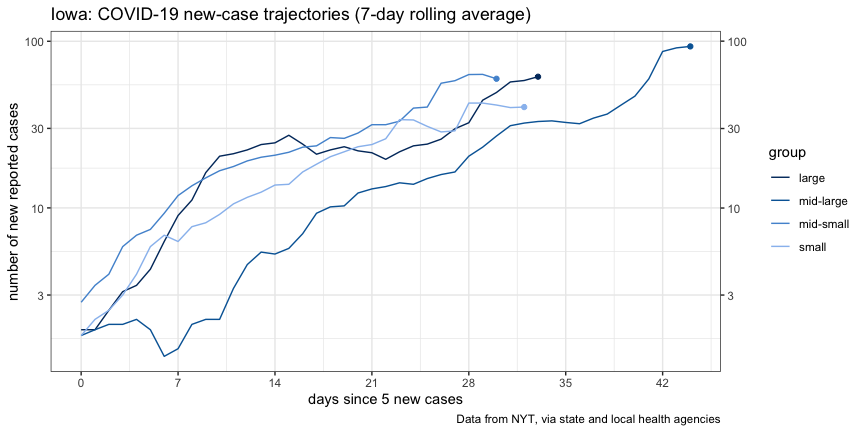 Iowa: COVID-19 new-case trajectories (7-day rolling average)
number of new reported cases
100
30
10
3
100
30
10
3
0 7 14 21 28 35 42
days since 5 new cases
group
large
mid-large
mid-small
small
Data from NYT, via state and local health agencies